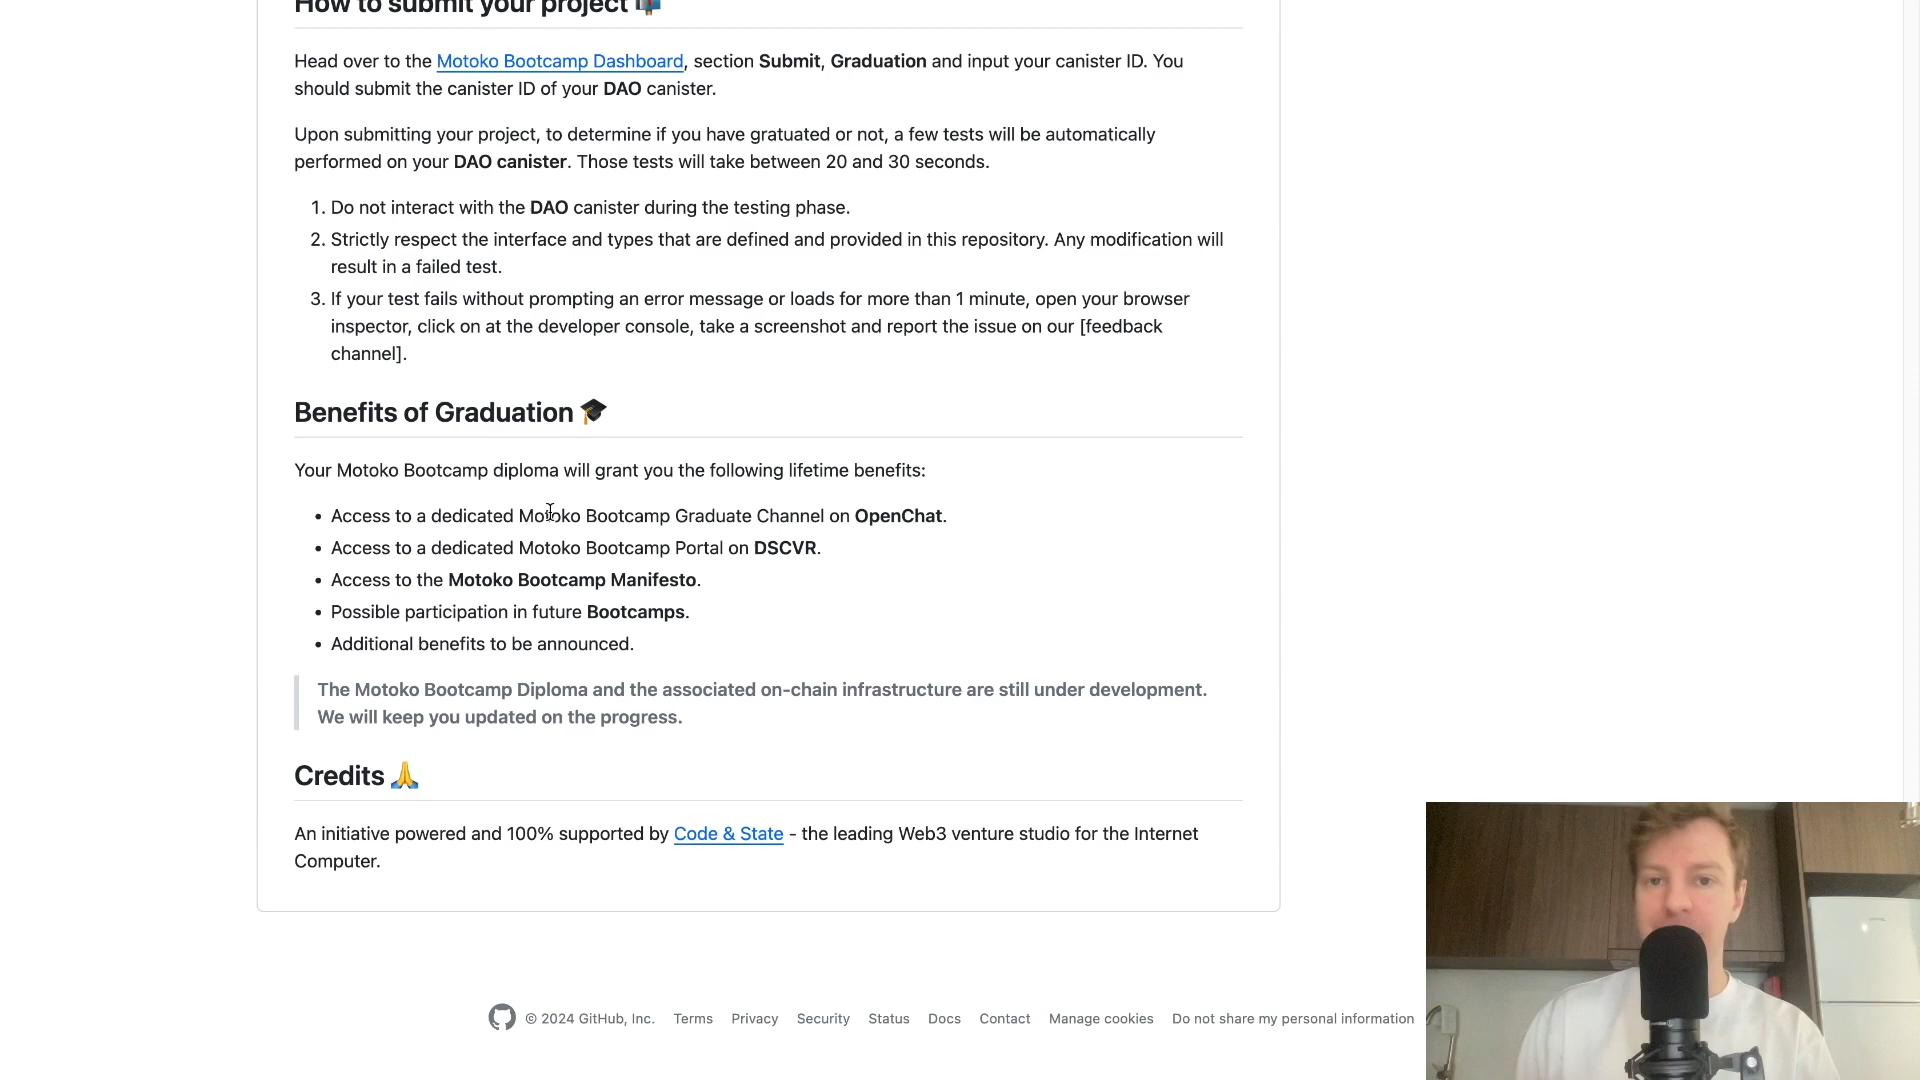 How to submit your project
Head over to the Motoko Bootcamp Dashboard, section Submit, Graduation and input your canister ID. You
should submit the canister ID of your DAO canister.
Upon submitting your project, to determine if you have gratuated or not, a few tests will be automatically
performed on your DAO canister. Those tests will take between 20 and 30 seconds.
1. Do not interact with the DAO canister during the testing phase.
2. Strictly respect the interface and types that are defined and provided in this repository. Any modification will
result in a failed test.
3. If your test fails without prompting an error message or loads for more than 1 minute, open your browser
inspector, click on at the developer console, take a screenshot and report the issue on our [feedback
channel].
Benefits of Graduation 🎓
Your Motoko Bootcamp diploma will grant you the following lifetime benefits:
• Access to a dedicated Motoko Bootcamp Graduate Channel on OpenChat.
• Access to a dedicated Motoko Bootcamp Portal on DSCVR.
• Access to the Motoko Bootcamp Manifesto.
• Possible participation in future Bootcamps.
• Additional benefits to be announced.
The Motoko Bootcamp Diploma and the associated on-chain infrastructure are still under development.
We will keep you updated on the progress.
Credits 🙏
An initiative powered and 100% supported by Code & State - the leading Web3 venture studio for the Internet
Computer.
© 2024 GitHub, Inc. Terms Privacy Security Status Docs Contact Manage cookies Do not share my personal information